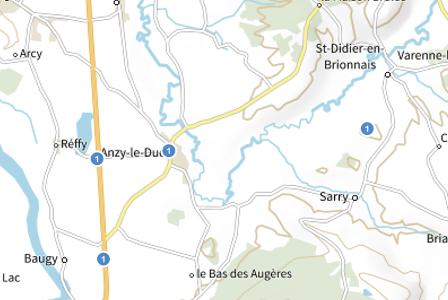 Arcy
St-Didier-en-
Brionnais
Varenne-l
1
Réffy
1
Anzy-le-Duc
1
Sarry
Bria
Baugy
1
Lac
le Bas des Augères